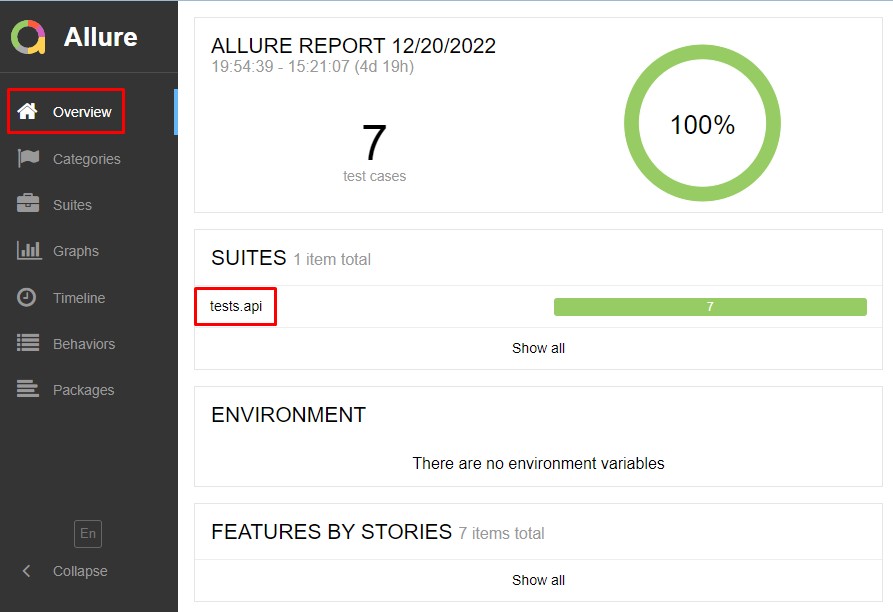 Allure
Overview
Categories
Suites
Graphs
Timeline
Behaviors
Packages
En
Collapse
ALLURE REPORT 12/20/2022
19:54:39 - 15:21:07 (4d 19h)
7
test cases
100%
SUITES 1 item total
tests.api
7
Show all
ENVIRONMENT
There are no environment variables
FEATURES BY STORIES 7 items total
Show all